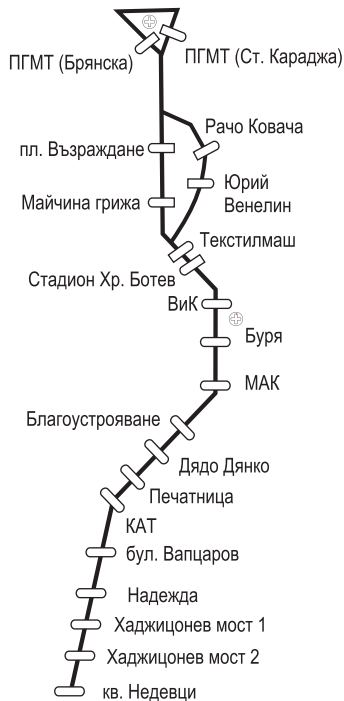 ПГМТ (Брянска)
ПГМТ (Ст. Караджа)
Рачо Ковача
пл. Възраждане
Юрий
Венелин
Майчина грижа
Текстилмаш
Стадион Хр. Ботев
ВиК
Буря
МАК
Благоустрояване
Дядо Дянко
Печатница
КАТ
бул. Вапцаров
Надежда
Хаджицонев мост 1
Хаджицонев мост 2
кв. Недевци